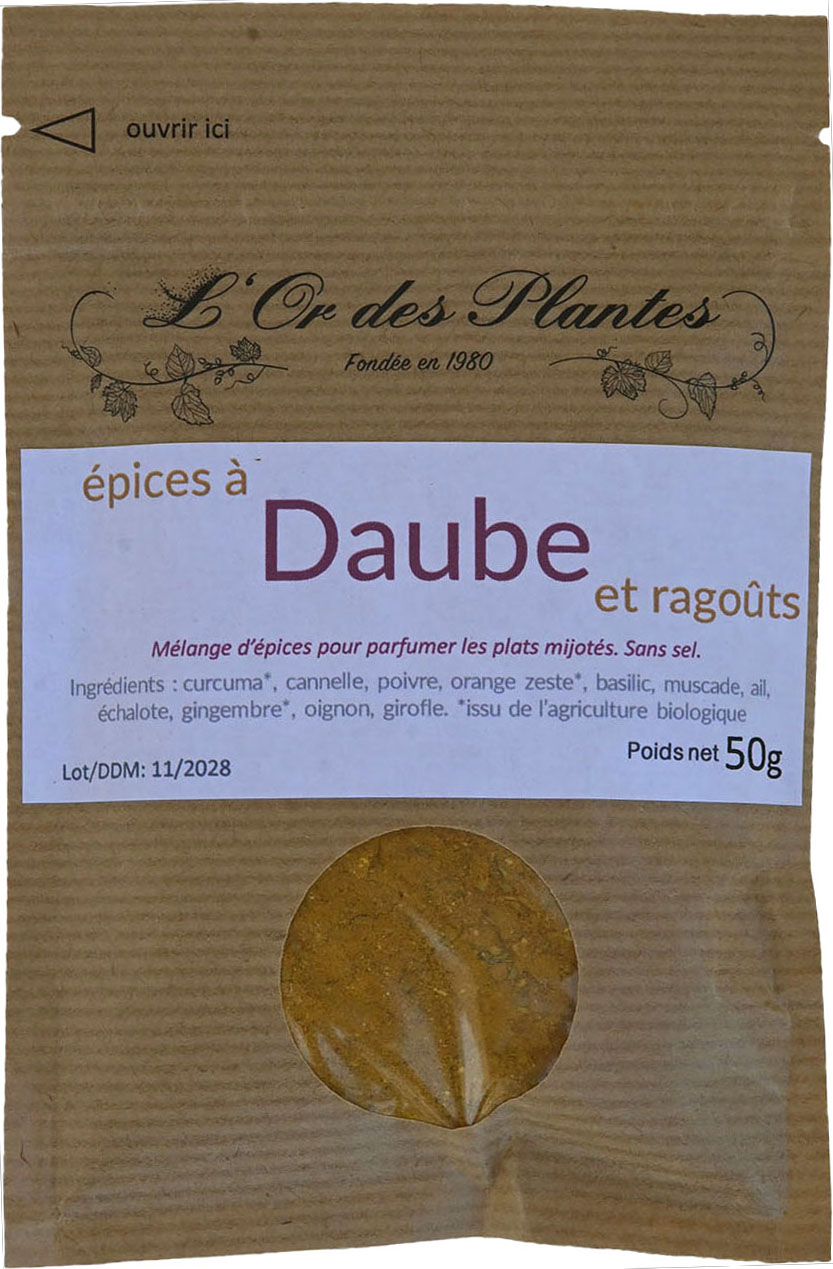 ouvrir ici
L'Or des Plantes
Fondée en 1980
épices à
Daube
et ragoûts
Mélange d'épices pour parfumer les plats mijotés. Sans sel.
Ingrédients : curcuma*, cannelle, poivre, orange zeste*, basilic, muscade, ail,
échalote, gingembre*, oignon, girofle. *issu de l'agriculture biologique
Poids net 50g
Lot/DDM: 11/2028